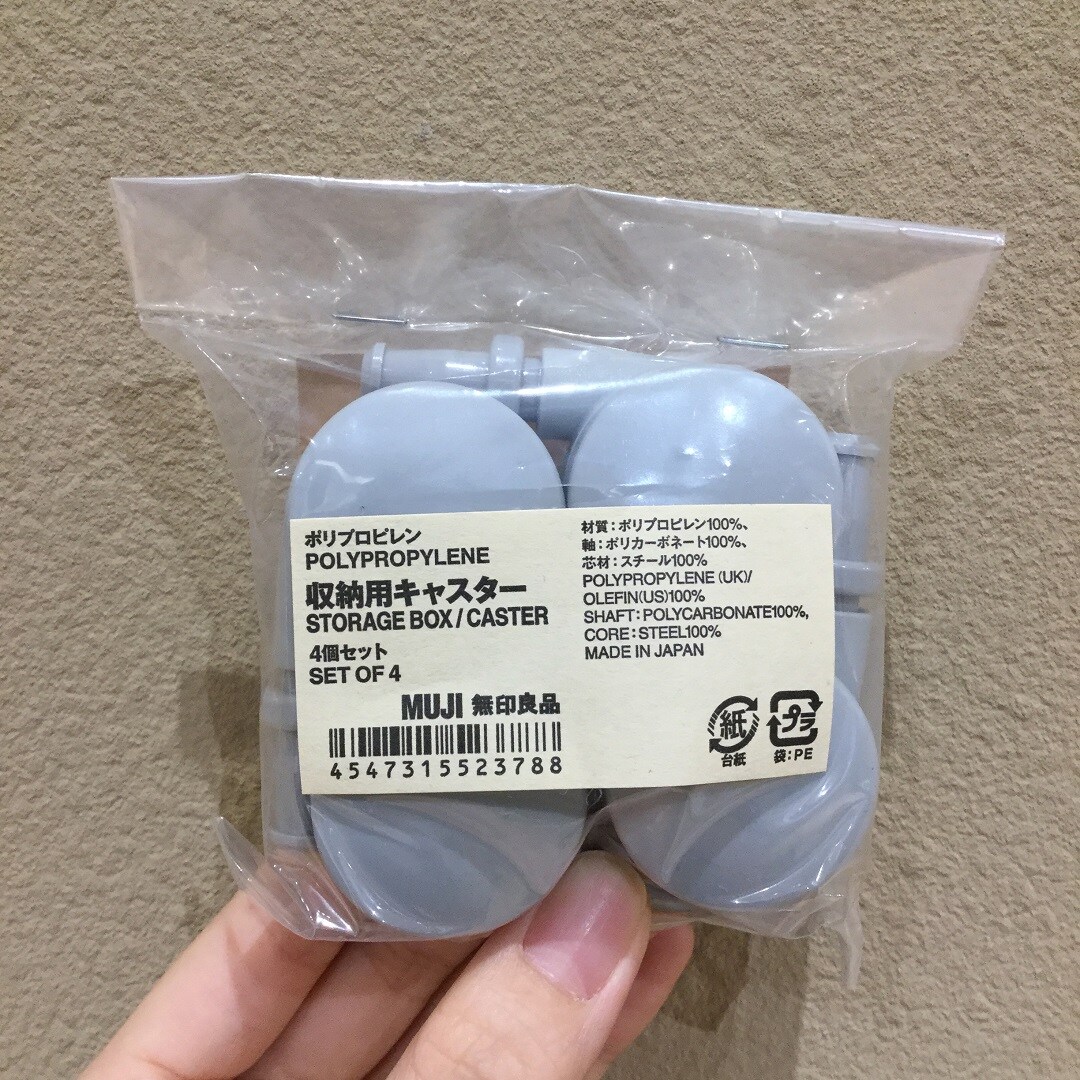 ポリプロピレン
POLYPROPYLENE
収納用キャスター
STORAGE BOX/CASTER
4個セット
SET OF 4
MUJI 無印良品
4547315523788
材質:ポリプロピレン100%、
軸:ポリカーボネート100%、
芯材:スチール100%
POLYPROPYLENE (UK)/
OLEFIN(US)100%
SHAFT:POLYCARBONATE100%,
CORE:STEEL100%
MADE IN JAPAN
紙
台紙
プラ
袋:PE